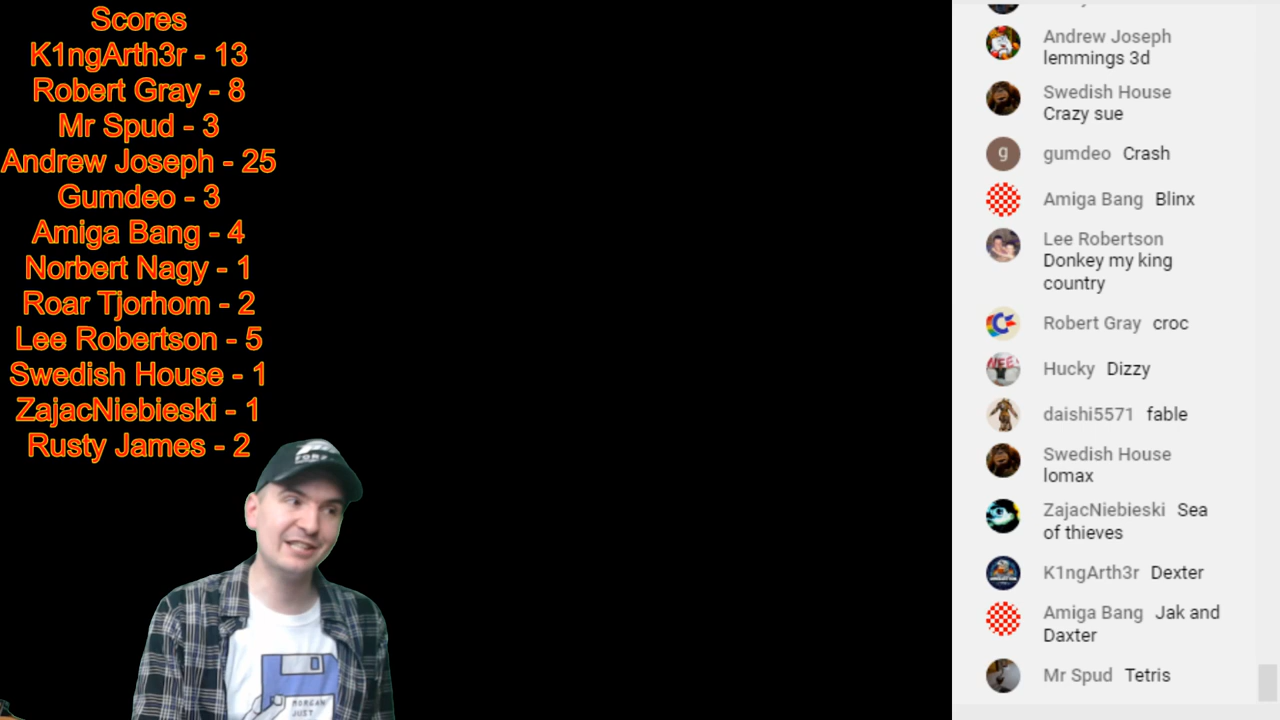 Scores
K1ngArth3r - 13
Robert Gray - 8
Mr Spud - 3
Andrew Joseph - 25
Gumdeo - 3
Amiga Bang - 4
Norbert Nagy - 1
Roar Tjorhom - 2
Lee Robertson - 5
Swedish House - 1
ZajacNiebieski - 1
Rusty James - 2
MORGAN
JUST
Andrew Joseph
lemmings 3d
Swedish House
Crazy sue
g gumdeo Crash
Amiga Bang Blinx
Lee Robertson
Donkey my king
country
Robert Gray croc
Hucky Dizzy
daishi5571 fable
Swedish House
lomax
ZajacNiebieski Sea
of thieves
K1ngArth3r Dexter
Amiga Bang Jak and
Daxter
Mr Spud Tetris